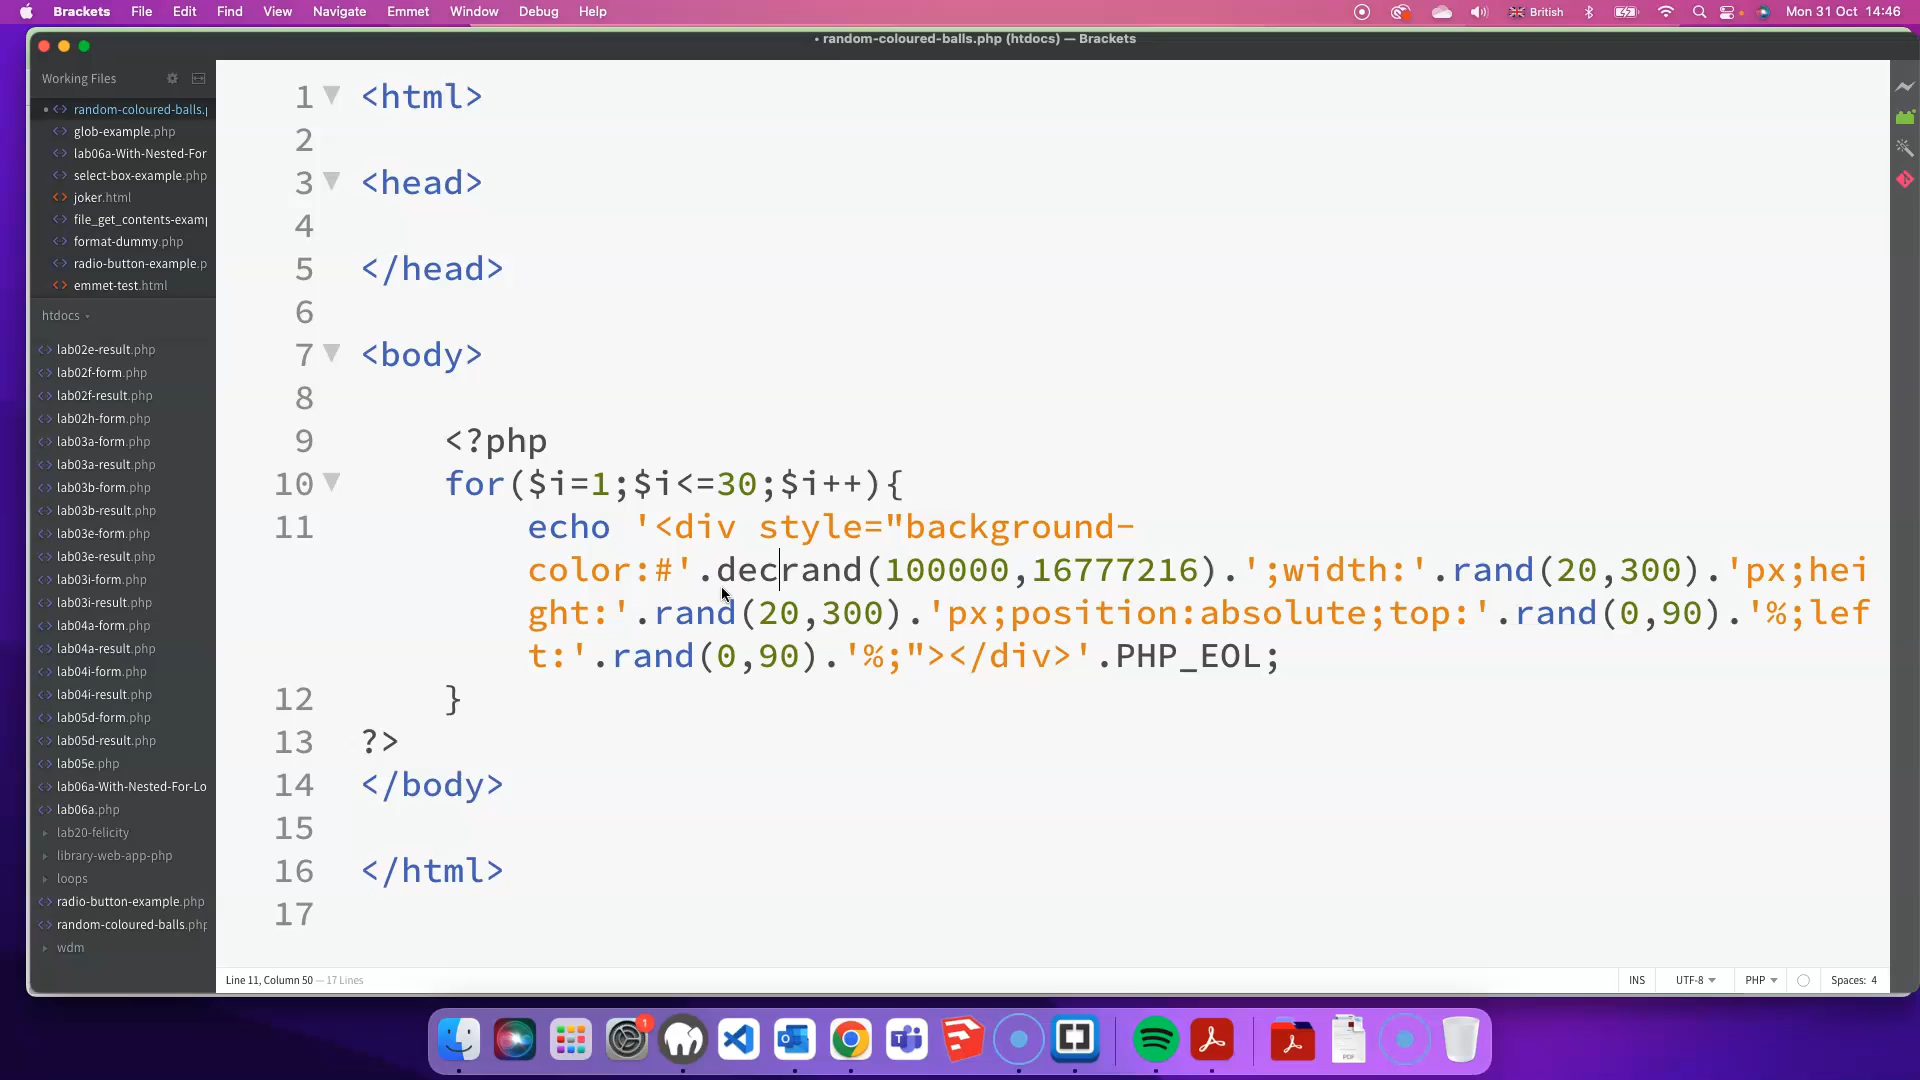 Brackets File Edit Find View Navigate Emmet Window Debug Help British Mon 31 Oct 14:46
• random-coloured-balls.php (htdocs) — Brackets
Working Files
random-coloured-balls.p
glob-example.php
lab06a-With-Nested-For
select-box-example.php
joker.html
file_get_contents-examp
format-dummy.php
radio-button-example.p
emmet-test.html
htdocs
lab02e-result.php
lab02f-form.php
lab02f-result.php
lab02h-form.php
lab03a-form.php
lab03a-result.php
lab03b-form.php
lab03b-result.php
lab03e-form.php
lab03e-result.php
lab03i-form.php
lab03i-result.php
lab04a-form.php
lab04a-result.php
lab04i-form.php
lab04i-result.php
lab05d-form.php
lab05d-result.php
lab05e.php
lab06a-With-Nested-For-Lo
lab06a.php
lab20-felicity
library-web-app-php
loops
radio-button-example.php
random-coloured-balls.php
wdm
1 <html>
2
3 <head>
4
5 </head>
6
7 <body>
8
9 <?php
10 for($i=1;$i<=30;$i++){
11 echo '<div style="background-
color:#'.decrand(100000,16777216).';width:'.rand(20,300).'px;hei
ght:'.rand(20,300).'px;position:absolute;top:'.rand(0,90).'%;lef
t:'.rand(0,90).'%;"></div>'.PHP_EOL;
12 }
13 ?>
14 </body>
15
16 </html>
17
Line 11, Column 50 — 17 Lines INS UTF-8 PHP Spaces: 4
1
PDF